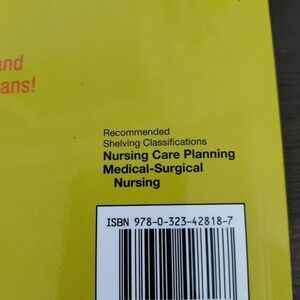 and
ans!
Recommended
Shelving Classifications
Nursing Care Planning
Medical-Surgical
Nursing
ISBN 978-0-323-42818-7